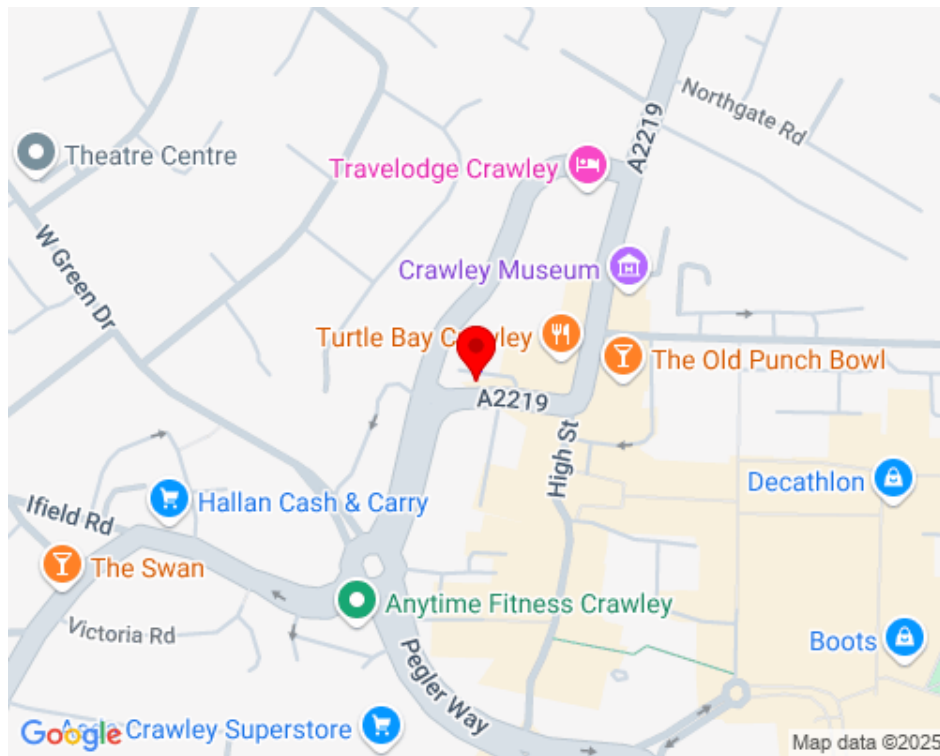 Northgate Rd
A2219
Theatre Centre
Travelodge Crawley
W Green Dr
Crawley Museum
Turtle Bay
The Old Punch Bowl
A2219
High St
Decathlon
Hallan Cash & Carry
Ifield Rd
The Swan
Anytime Fitness Crawley
Victoria Rd
Boots
Pegler Way
Crawley Superstore
Google
Map data ©2025